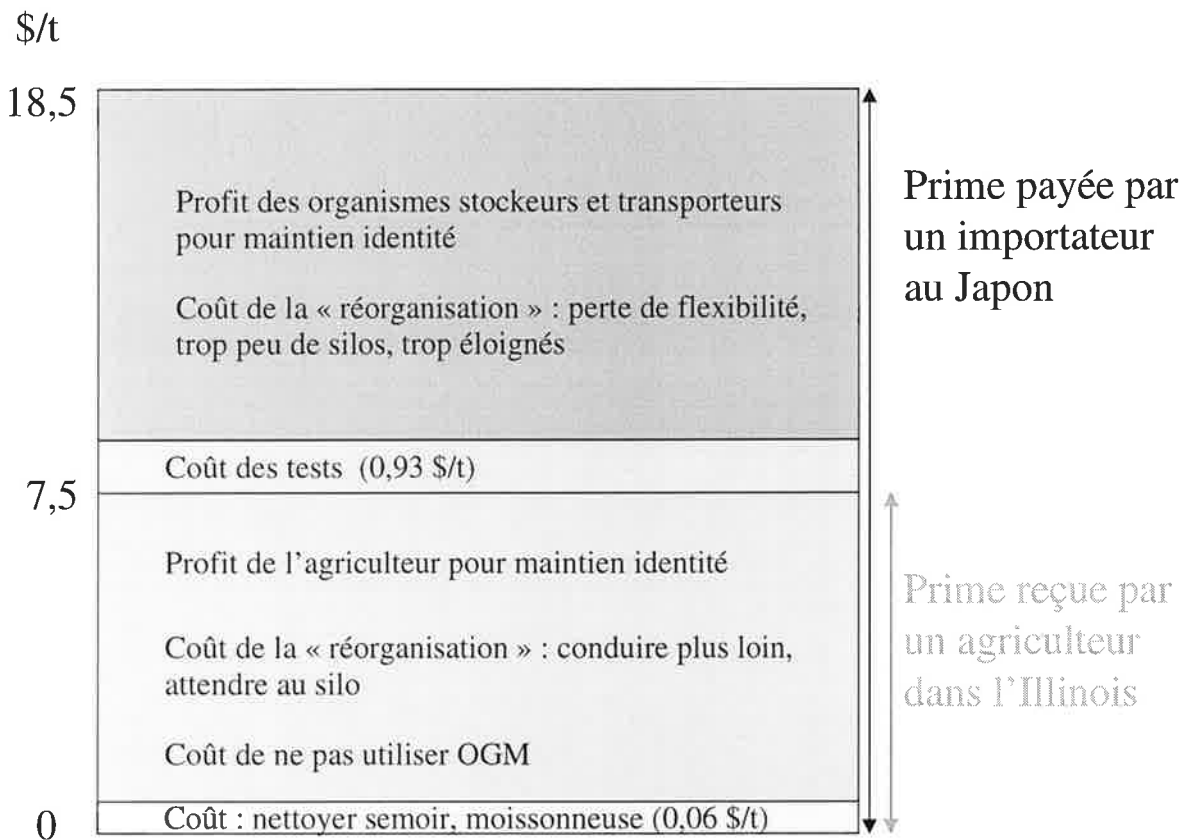 $/t
18,5
Profit des organismes stockeurs et transporteurs
pour maintien identité
Coût de la « réorganisation » : perte de flexibilité,
trop peu de silos, trop éloignés
Prime payée par
un importateur
au Japon
Coût des tests (0,93 $/t)
7,5
Profit de l’agriculteur pour maintien identité
Coût de la « réorganisation » : conduire plus loin,
attendre au silo
Coût de ne pas utiliser OGM
Prime reçue par
un agriculteur
dans l’Illinois
0
Coût : nettoyer semoir, moissonneuse (0,06 $/t)